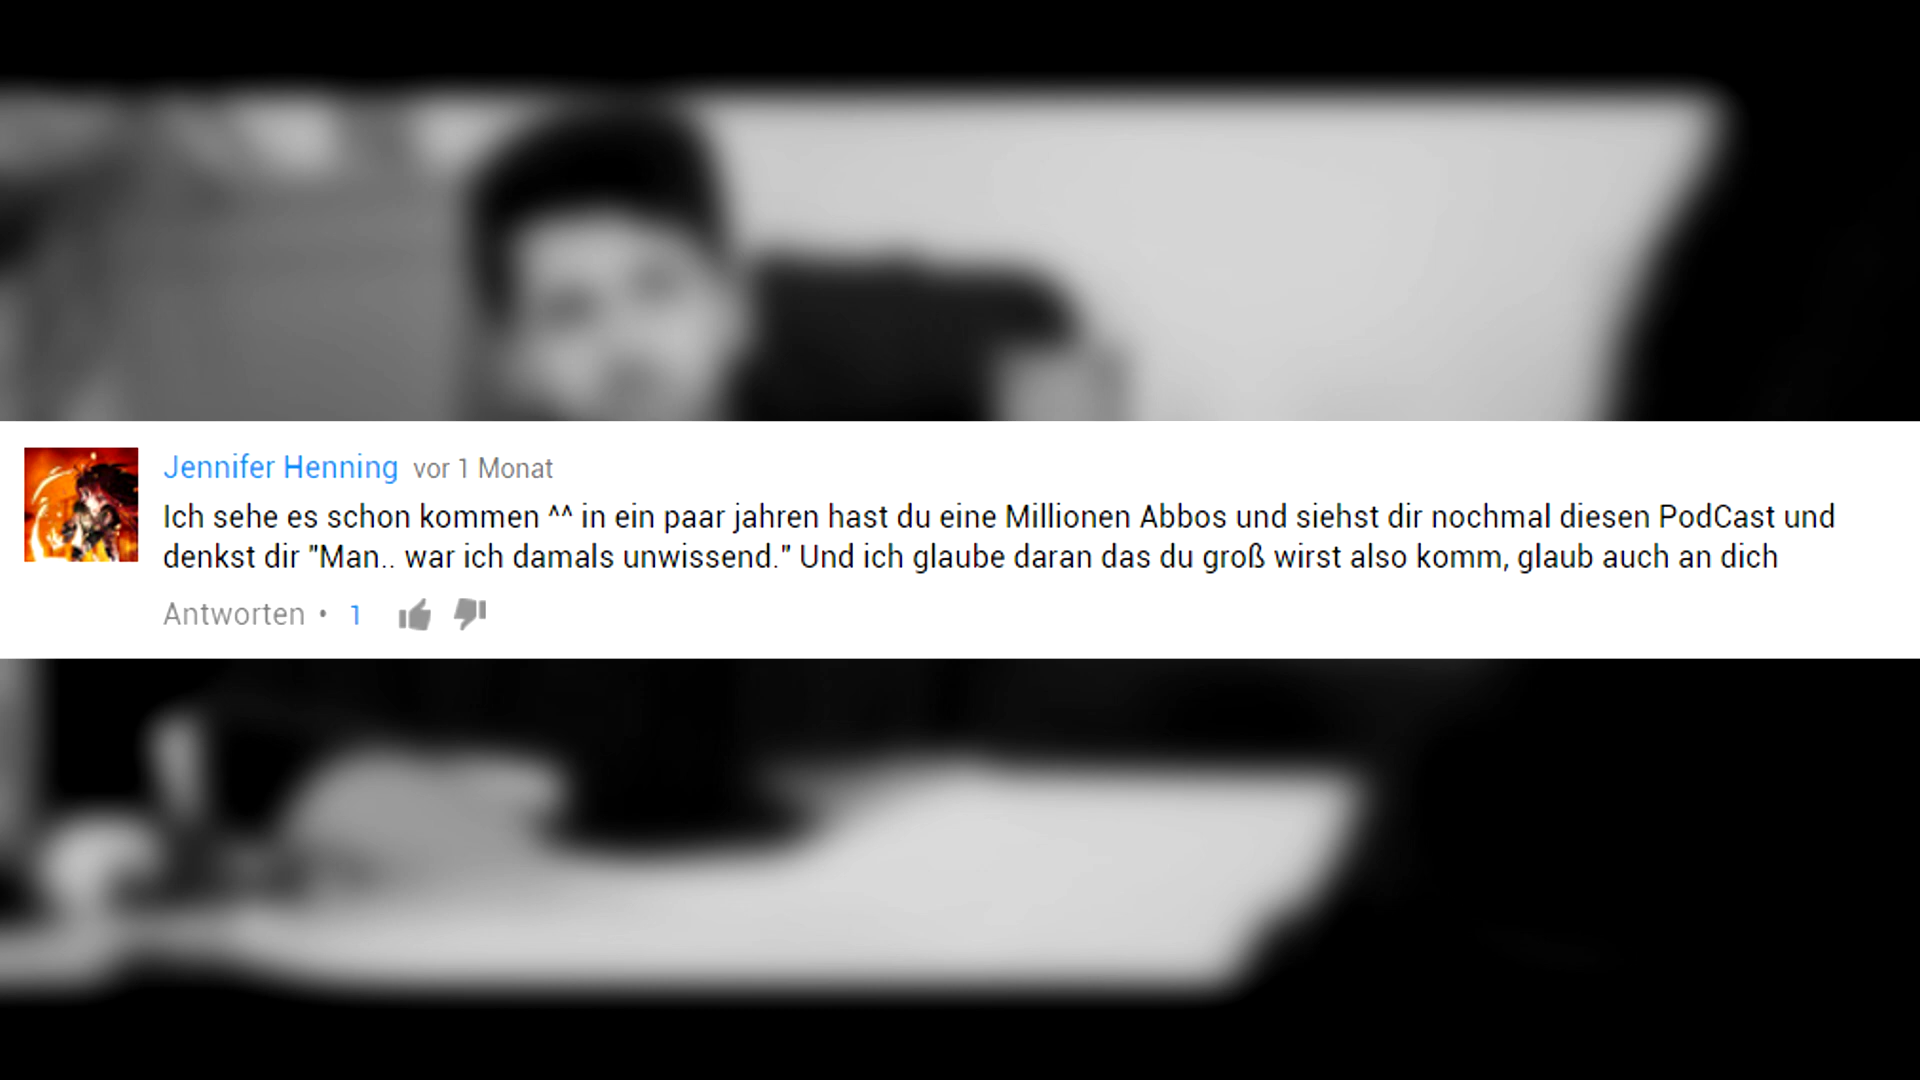 Jennifer Henning vor 1 Monat
Ich sehe es schon kommen ^^ in ein paar jahren hast du eine Millionen Abbos und siehst dir nochmal diesen PodCast und
denkst dir "Man.. war ich damals unwissend." Und ich glaube daran das du groß wirst also komm, glaub auch an dich
Antworten • 1